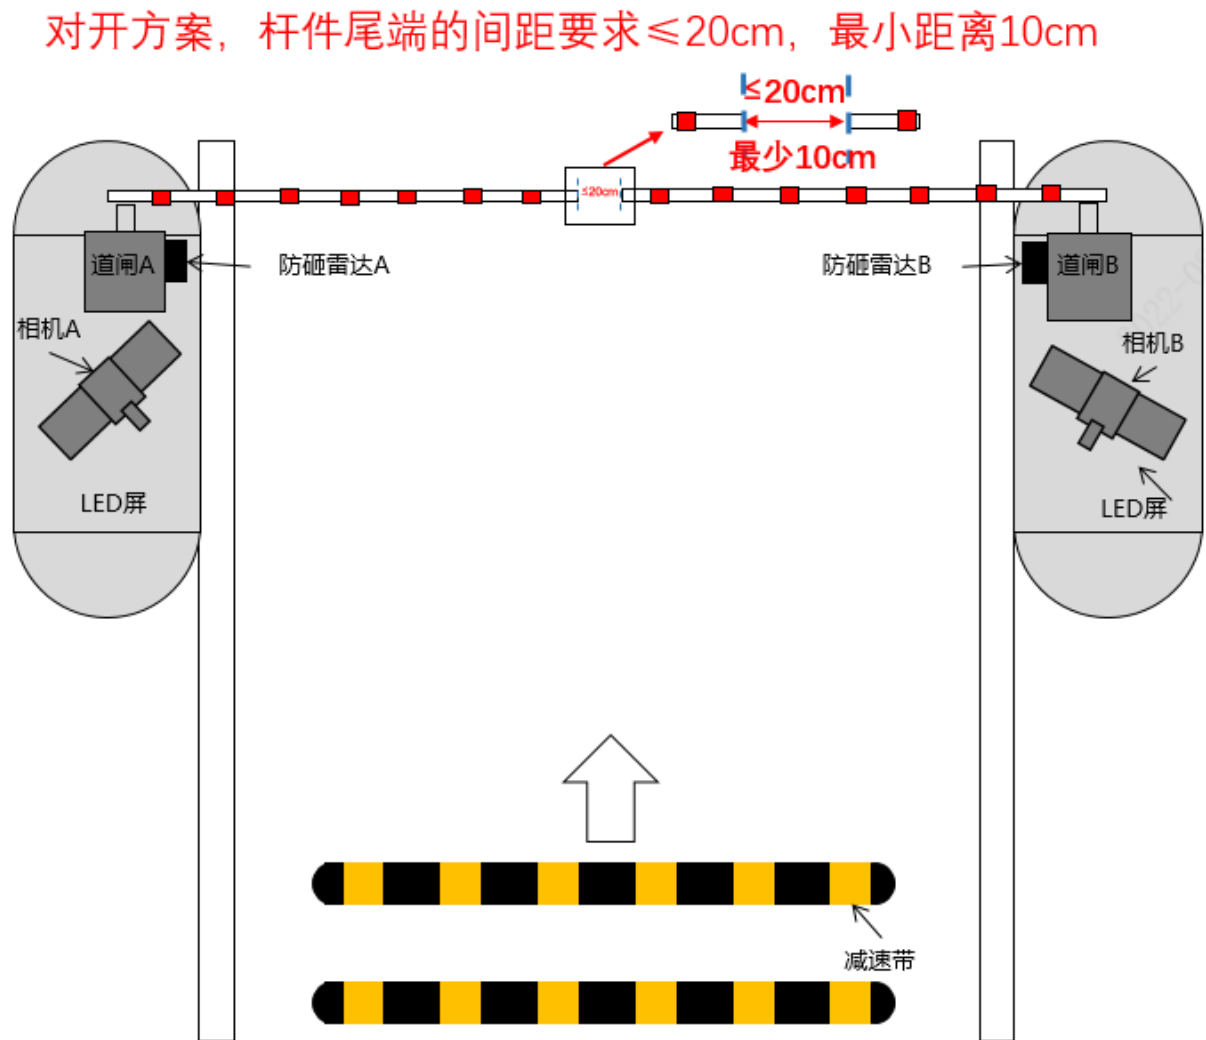 对开方案，杆件尾端的间距要求≤20cm，最小距离10cm
≤20cm
最少10cm
≤20cm
道闸A
防砸雷达A
防砸雷达B
道闸B
相机A
相机B
LED屏
LED屏
减速带